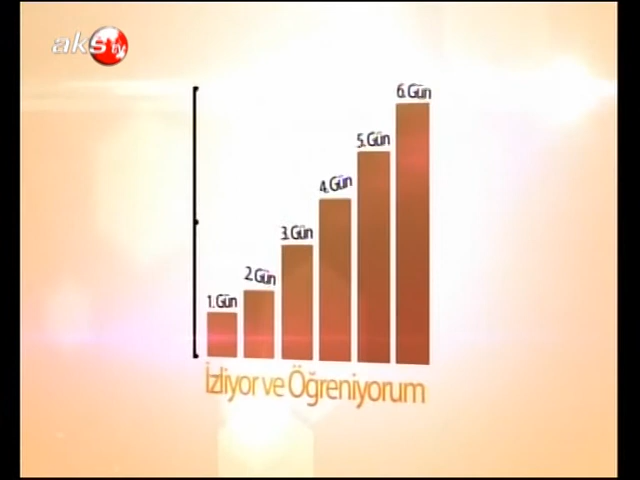 aks tv
6. Gün
5. Gün
4. Gün
3. Gün
2. Gün
1. Gün
İzliyor ve Öğreniyorum